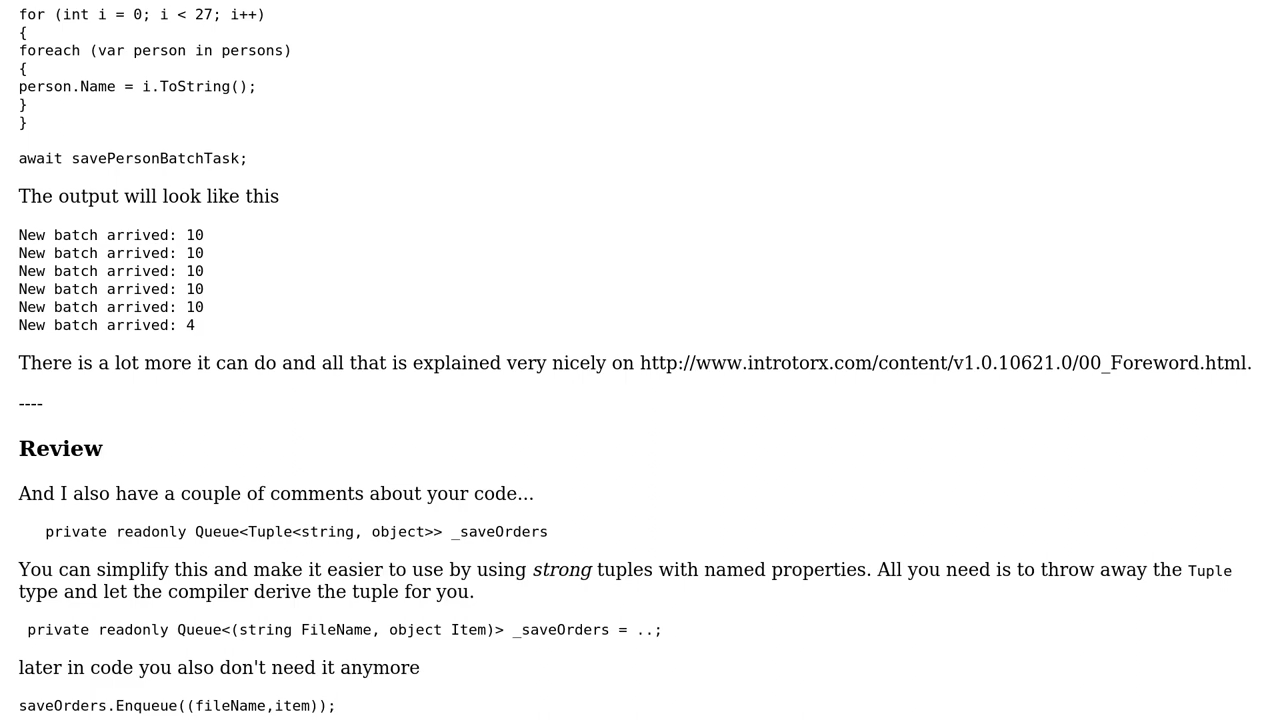 for (int i = 0; i < 27; i++)
{
foreach (var person in persons)
{
person.Name = i.ToString();
}
}
await savePersonBatchTask;
The output will look like this
New batch arrived: 10
New batch arrived: 10
New batch arrived: 10
New batch arrived: 10
New batch arrived: 10
New batch arrived: 4
There is a lot more it can do and all that is explained very nicely on http://www.introtorx.com/content/v1.0.10621.0/00_Foreword.html.
----
Review
And I also have a couple of comments about your code...
private readonly Queue<Tuple<string, object>> _saveOrders
You can simplify this and make it easier to use by using strong tuples with named properties. All you need is to throw away the Tuple
type and let the compiler derive the tuple for you.
private readonly Queue<(string FileName, object Item)> _saveOrders = ..;
later in code you also don't need it anymore
saveOrders.Enqueue((fileName,item));